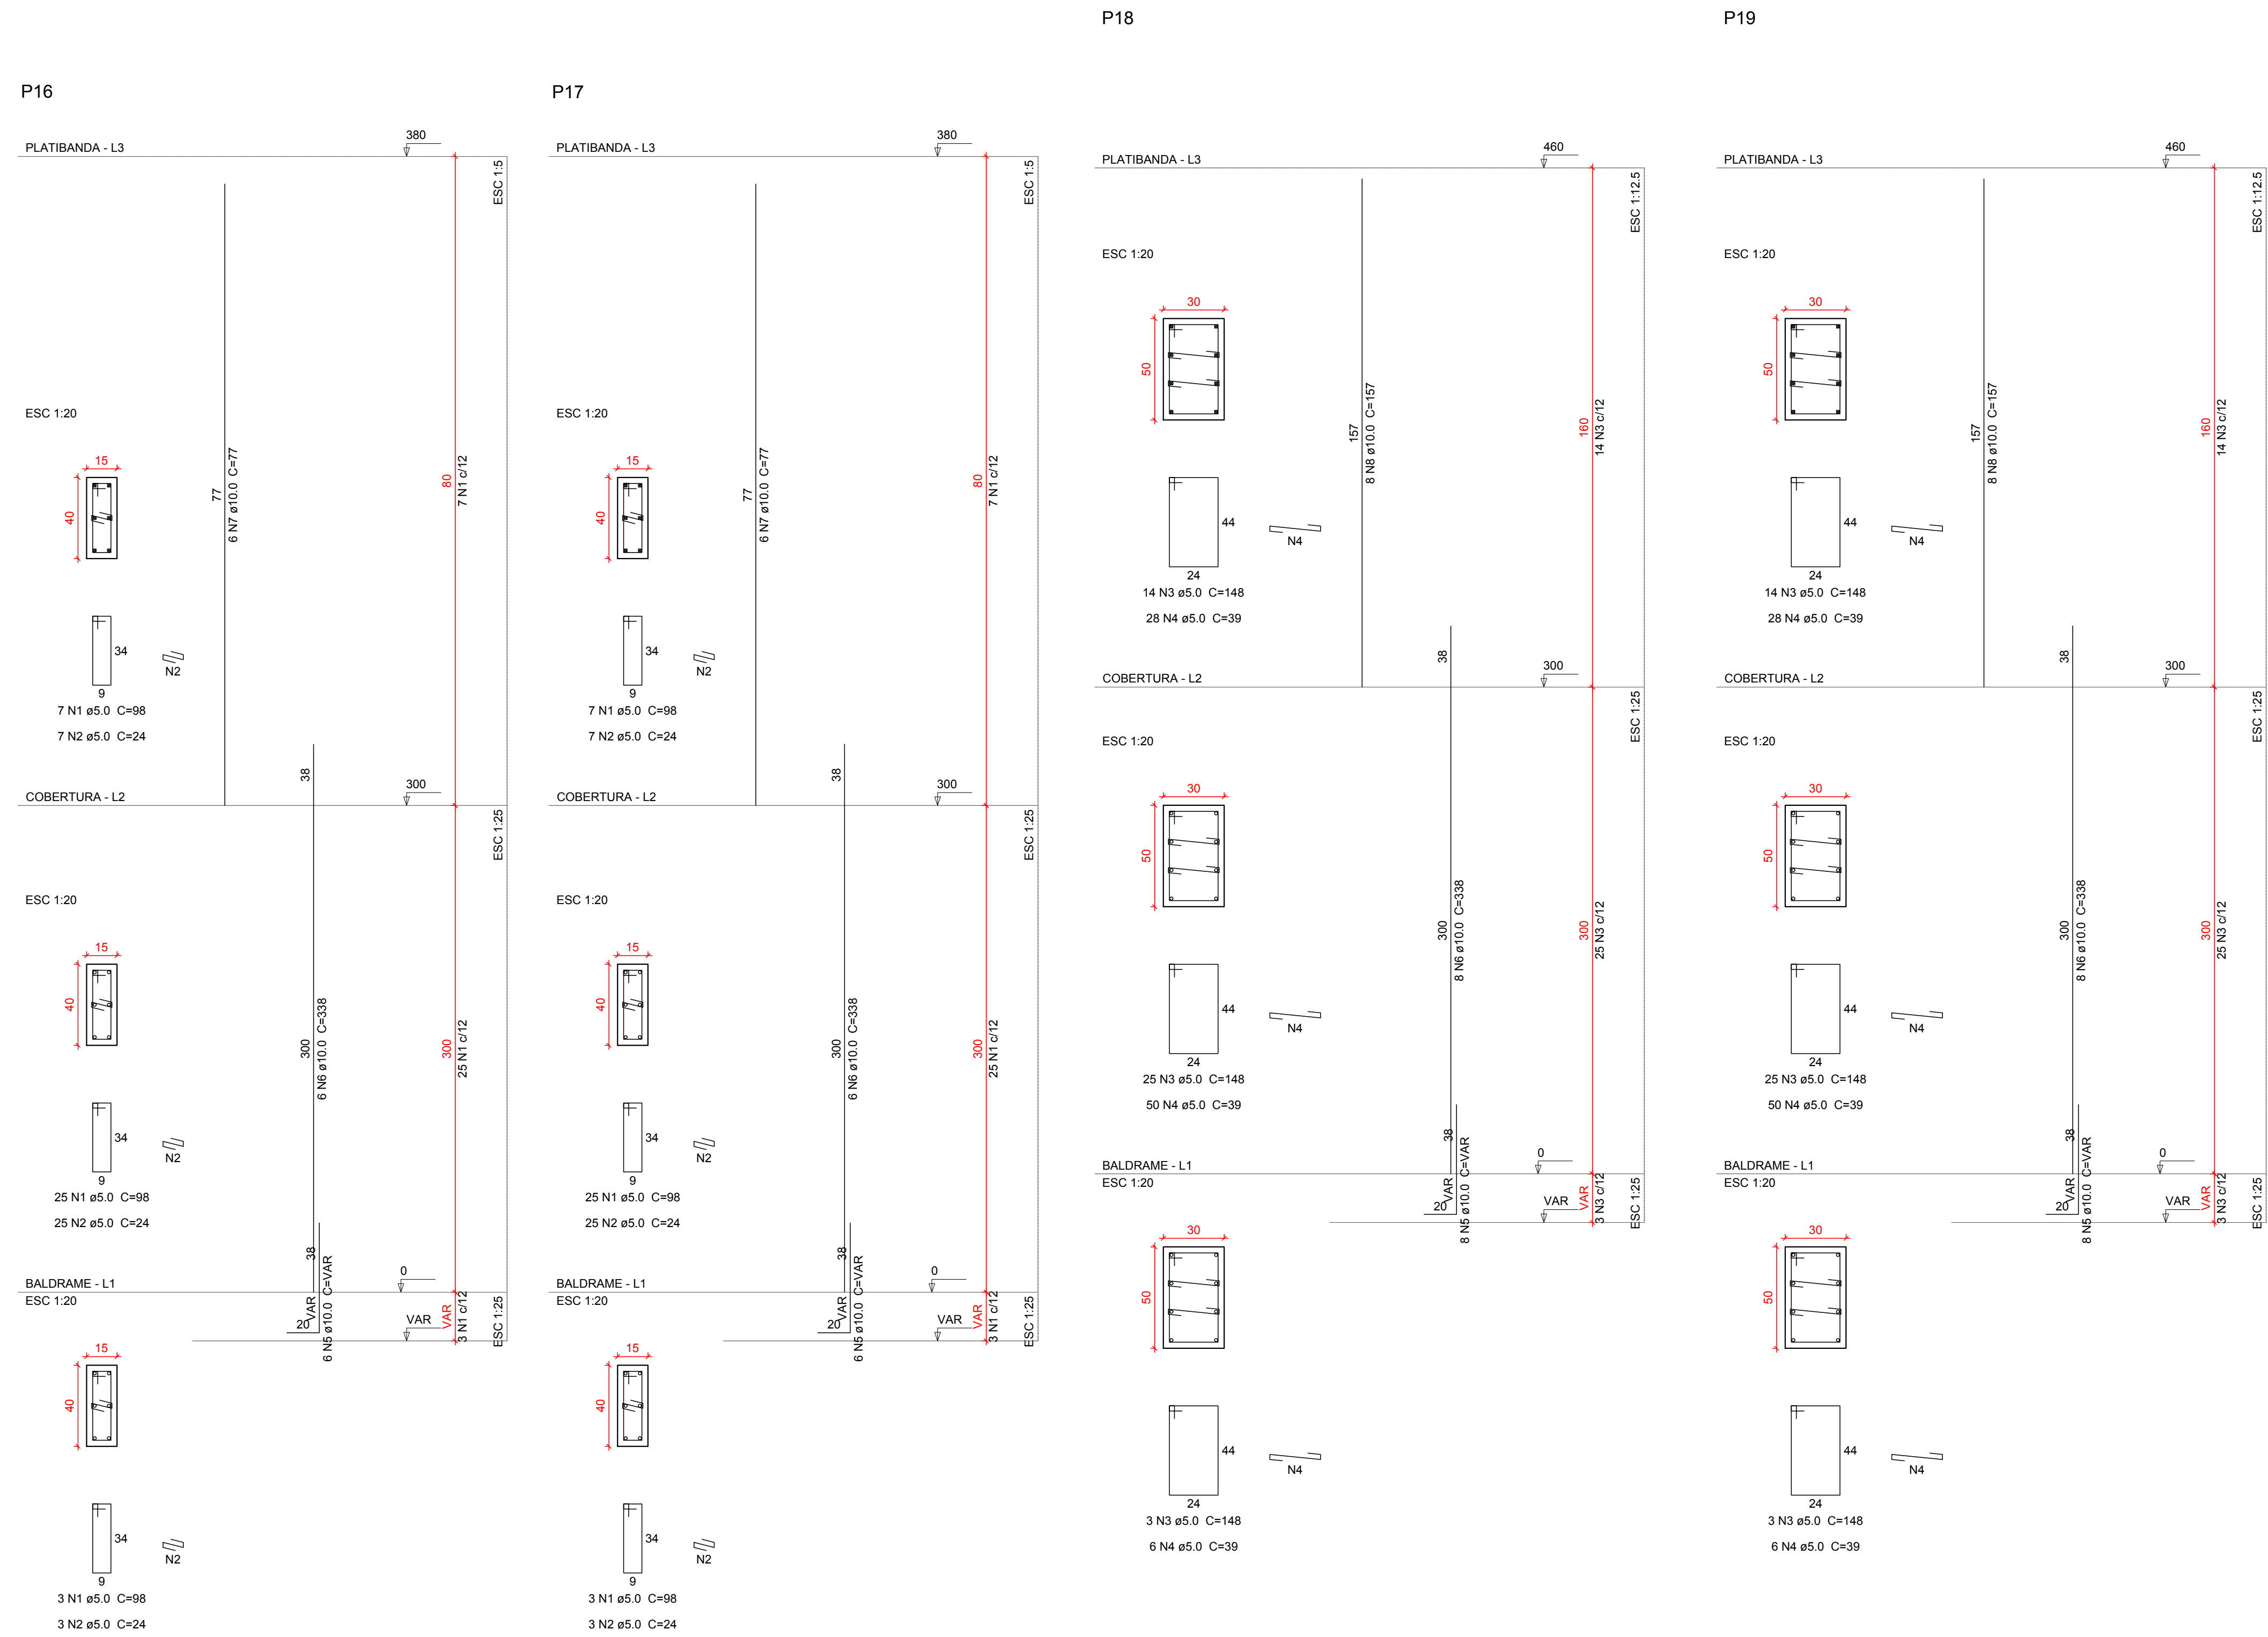 P16
PLATIBANDA - L3
380
ESC 1:5
ESC 1:20
15
40
77
6 N7 ø10.0 C=77
80
7 N1 c/12
34
9
N2
7 N1 ø5.0 C=98
7 N2 ø5.0 C=24
38
COBERTURA - L2
300
ESC 1:25
ESC 1:20
15
40
300
6 N6 ø10.0 C=338
300
25 N1 c/12
34
9
N2
25 N1 ø5.0 C=98
25 N2 ø5.0 C=24
38
BALDRAME - L1
0
ESC 1:20
VAR
20
6 N5 ø10.0 C=VAR
VAR
VAR
3 N1 c/12
ESC 1:25
15
40
34
9
N2
3 N1 ø5.0 C=98
3 N2 ø5.0 C=24
P17
PLATIBANDA - L3
380
ESC 1:5
ESC 1:20
15
40
77
6 N7 ø10.0 C=77
80
7 N1 c/12
34
9
N2
7 N1 ø5.0 C=98
7 N2 ø5.0 C=24
38
COBERTURA - L2
300
ESC 1:25
ESC 1:20
15
40
300
6 N6 ø10.0 C=338
300
25 N1 c/12
34
9
N2
25 N1 ø5.0 C=98
25 N2 ø5.0 C=24
38
BALDRAME - L1
0
ESC 1:20
VAR
20
6 N5 ø10.0 C=VAR
VAR
VAR
3 N1 c/12
ESC 1:25
15
40
34
9
N2
3 N1 ø5.0 C=98
3 N2 ø5.0 C=24
P18
PLATIBANDA - L3
460
ESC 1:12.5
ESC 1:20
30
50
157
8 N8 ø10.0 C=157
160
14 N3 c/12
44
24
N4
14 N3 ø5.0 C=148
28 N4 ø5.0 C=39
38
COBERTURA - L2
300
ESC 1:25
ESC 1:20
30
50
300
8 N6 ø10.0 C=338
300
25 N3 c/12
44
24
N4
25 N3 ø5.0 C=148
50 N4 ø5.0 C=39
38
BALDRAME - L1
0
ESC 1:20
VAR
20
8 N5 ø10.0 C=VAR
VAR
VAR
3 N3 c/12
ESC 1:25
30
50
44
24
N4
3 N3 ø5.0 C=148
6 N4 ø5.0 C=39
P19
PLATIBANDA - L3
460
ESC 1:12.5
ESC 1:20
30
50
157
8 N8 ø10.0 C=157
160
14 N3 c/12
44
24
N4
14 N3 ø5.0 C=148
28 N4 ø5.0 C=39
38
COBERTURA - L2
300
ESC 1:25
ESC 1:20
30
50
300
8 N6 ø10.0 C=338
300
25 N3 c/12
44
24
N4
25 N3 ø5.0 C=148
50 N4 ø5.0 C=39
38
BALDRAME - L1
0
ESC 1:20
VAR
20
8 N5 ø10.0 C=VAR
VAR
VAR
3 N3 c/12
ESC 1:25
30
50
44
24
N4
3 N3 ø5.0 C=148
6 N4 ø5.0 C=39